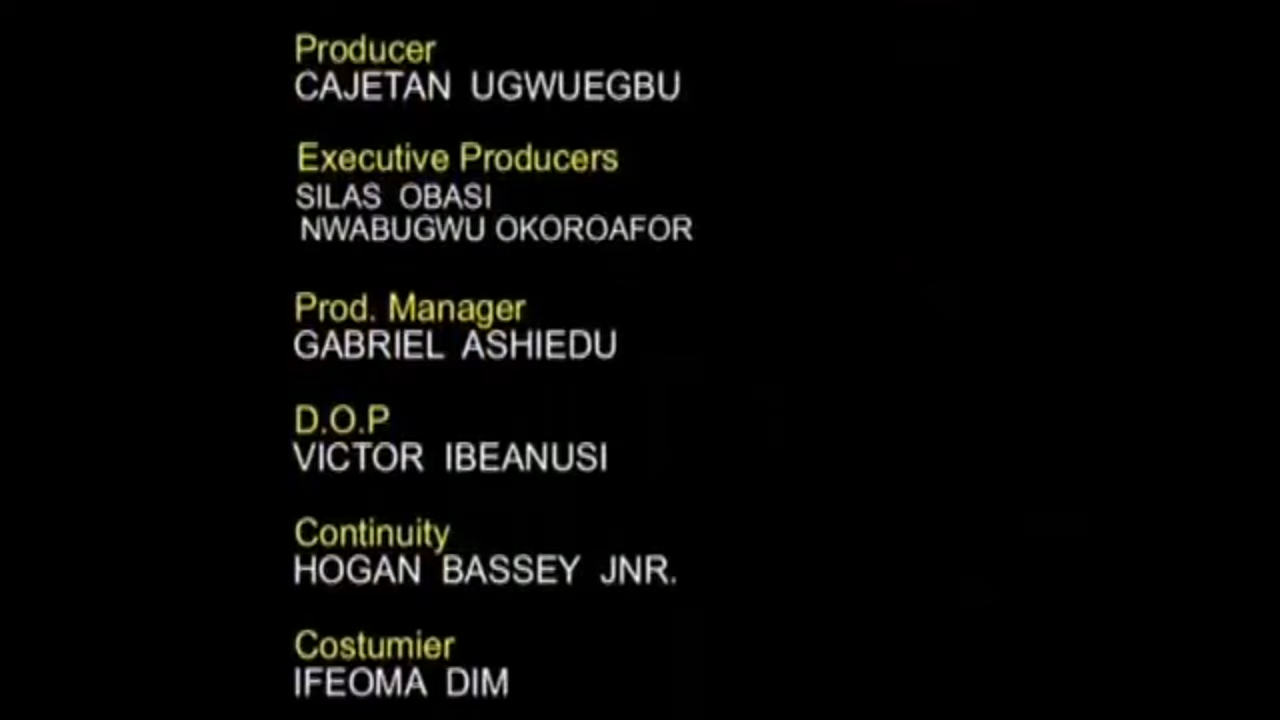 Producer
CAJETAN UGWUEGBU
Executive Producers
SILAS OBASI
NWABUGWU OKOROAFOR
Prod. Manager
GABRIEL ASHIEDU
D.O.P
VICTOR IBEANUSI
Continuity
HOGAN BASSEY JNR.
Costumier
IFEOMA DIM